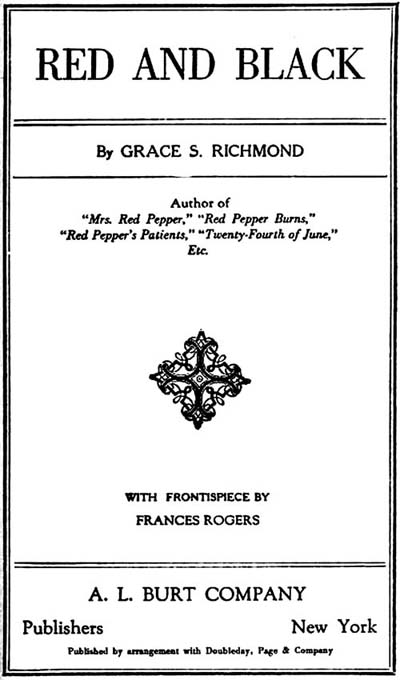 RED AND BLACK
By GRACE S. RICHMOND
Author of
"Mrs. Red Pepper," "Red Pepper Burns,"
"Red Pepper's Patients," "Twenty-Fourth of June,"
Etc.
WITH FRONTISPIECE BY
FRANCES ROGERS
A. L. BURT COMPANY
Publishers New York
Published by arrangement with Doubleday, Page & Company